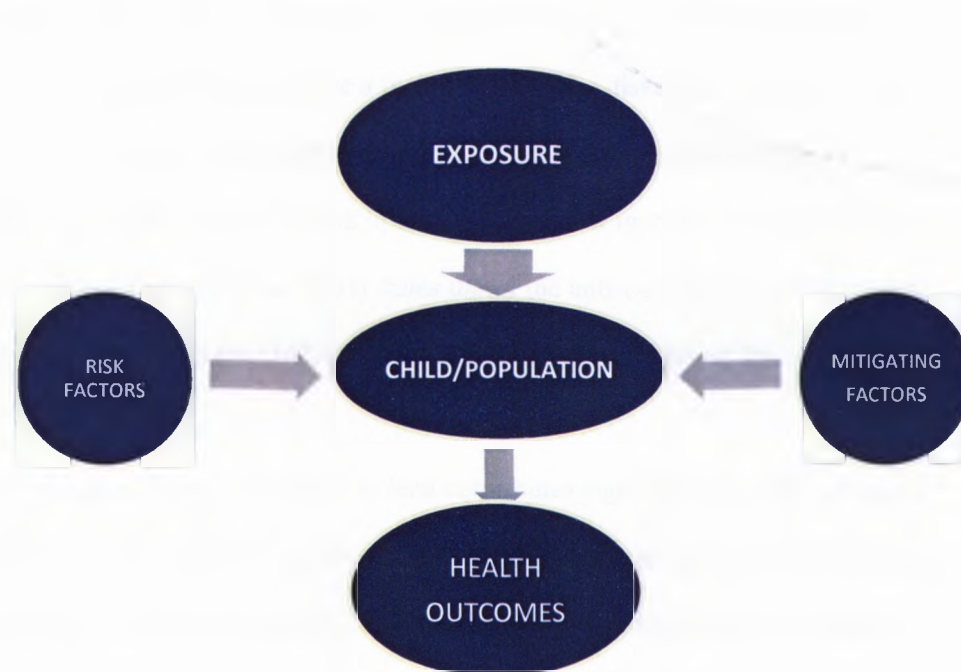 EXPOSURE
RISK
FACTORS
CHILD/POPULATION
MITIGATING
FACTORS
HEALTH
OUTCOMES